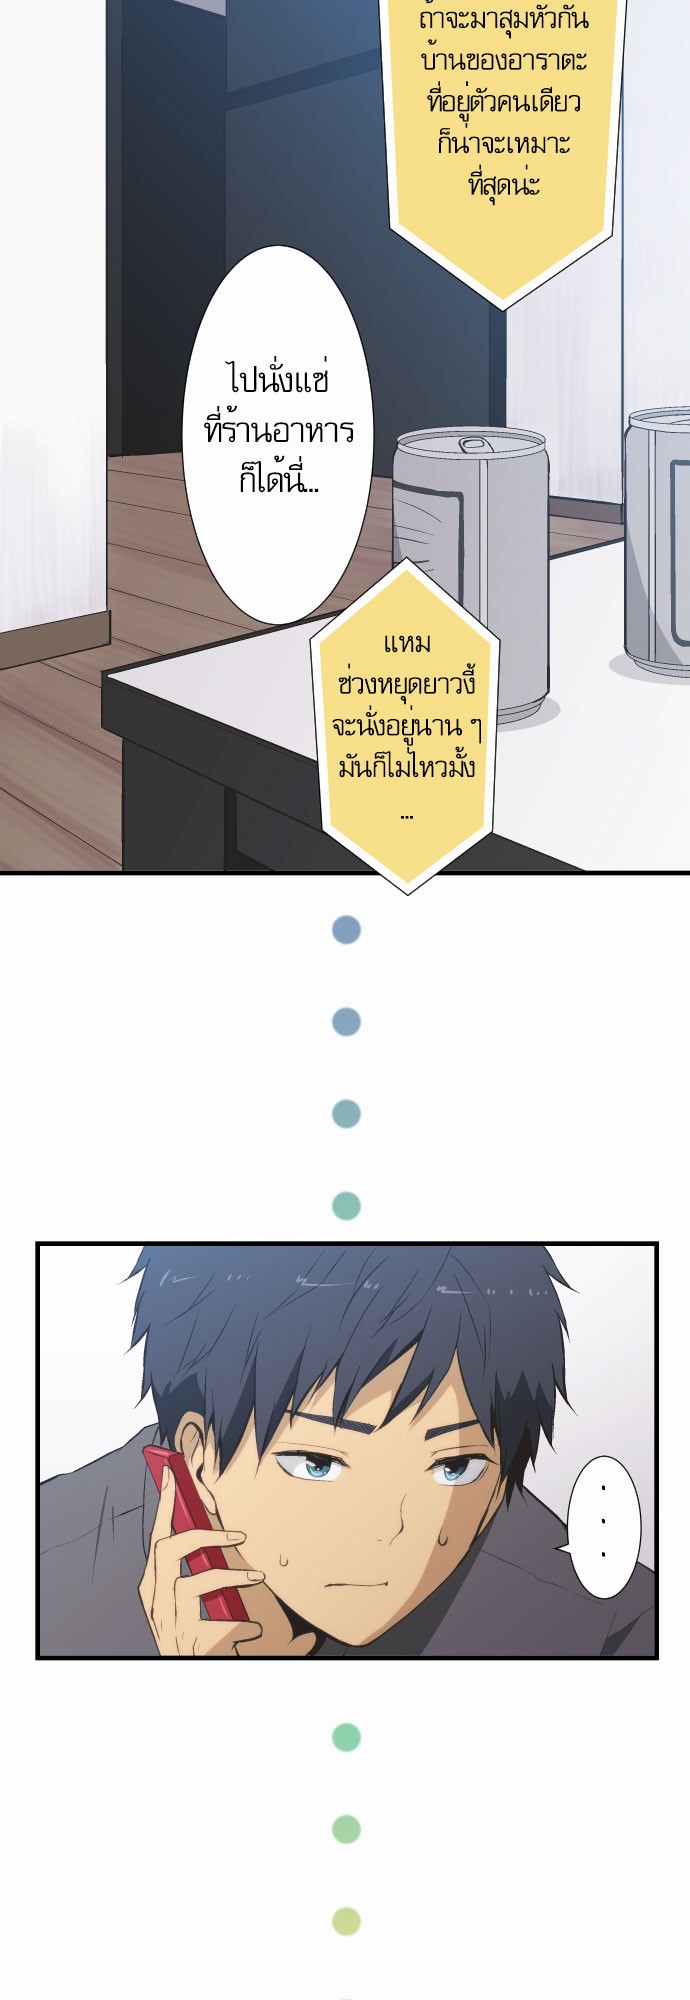 ถ้าจะมาสุมหัวกัน
บ้านของอาราตะ
ที่อยู่ตัวคนเดียว
ก็น่าจะเหมาะ
ที่สุดน่ะ
ไปนั่งแช่
ที่ร้านอาหาร
ก็ได้นี่...
แหม
ช่วงหยุดยาวงี้
จะนั่งอยู่นาน ๆ
มันก็ไม่ไหวมั้ง
...
...